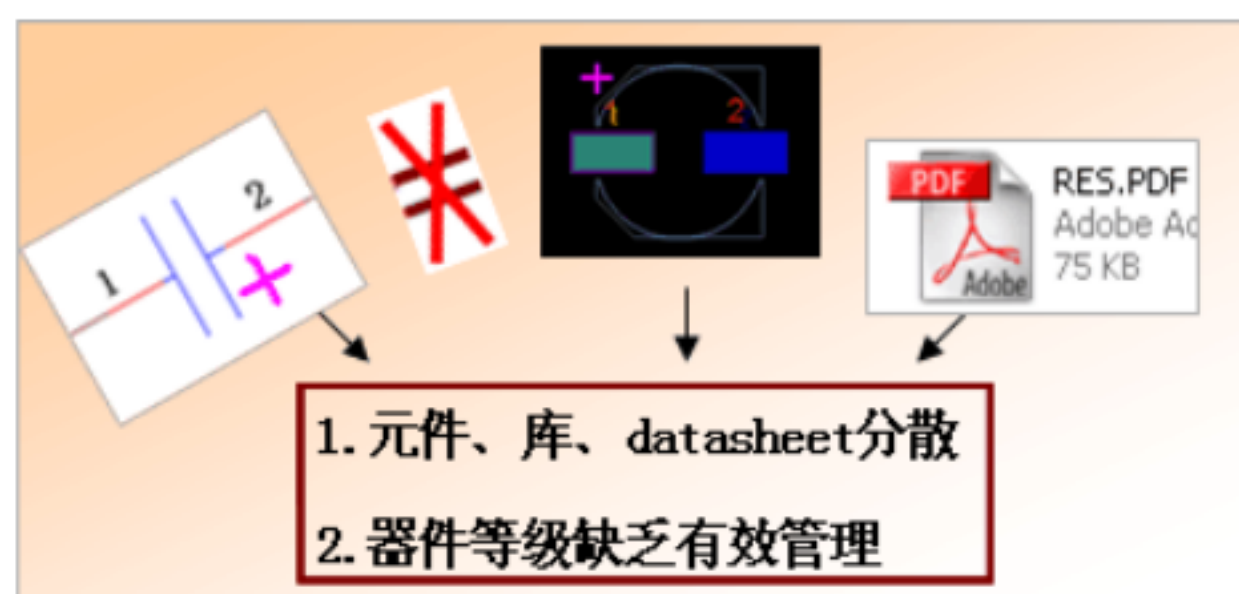 +
1 2
PDF
RES.PDF
Adobe Ac
75 KB
Adobe
1 2
+
1.元件、库、datasheet分散
2.器件等级缺乏有效管理